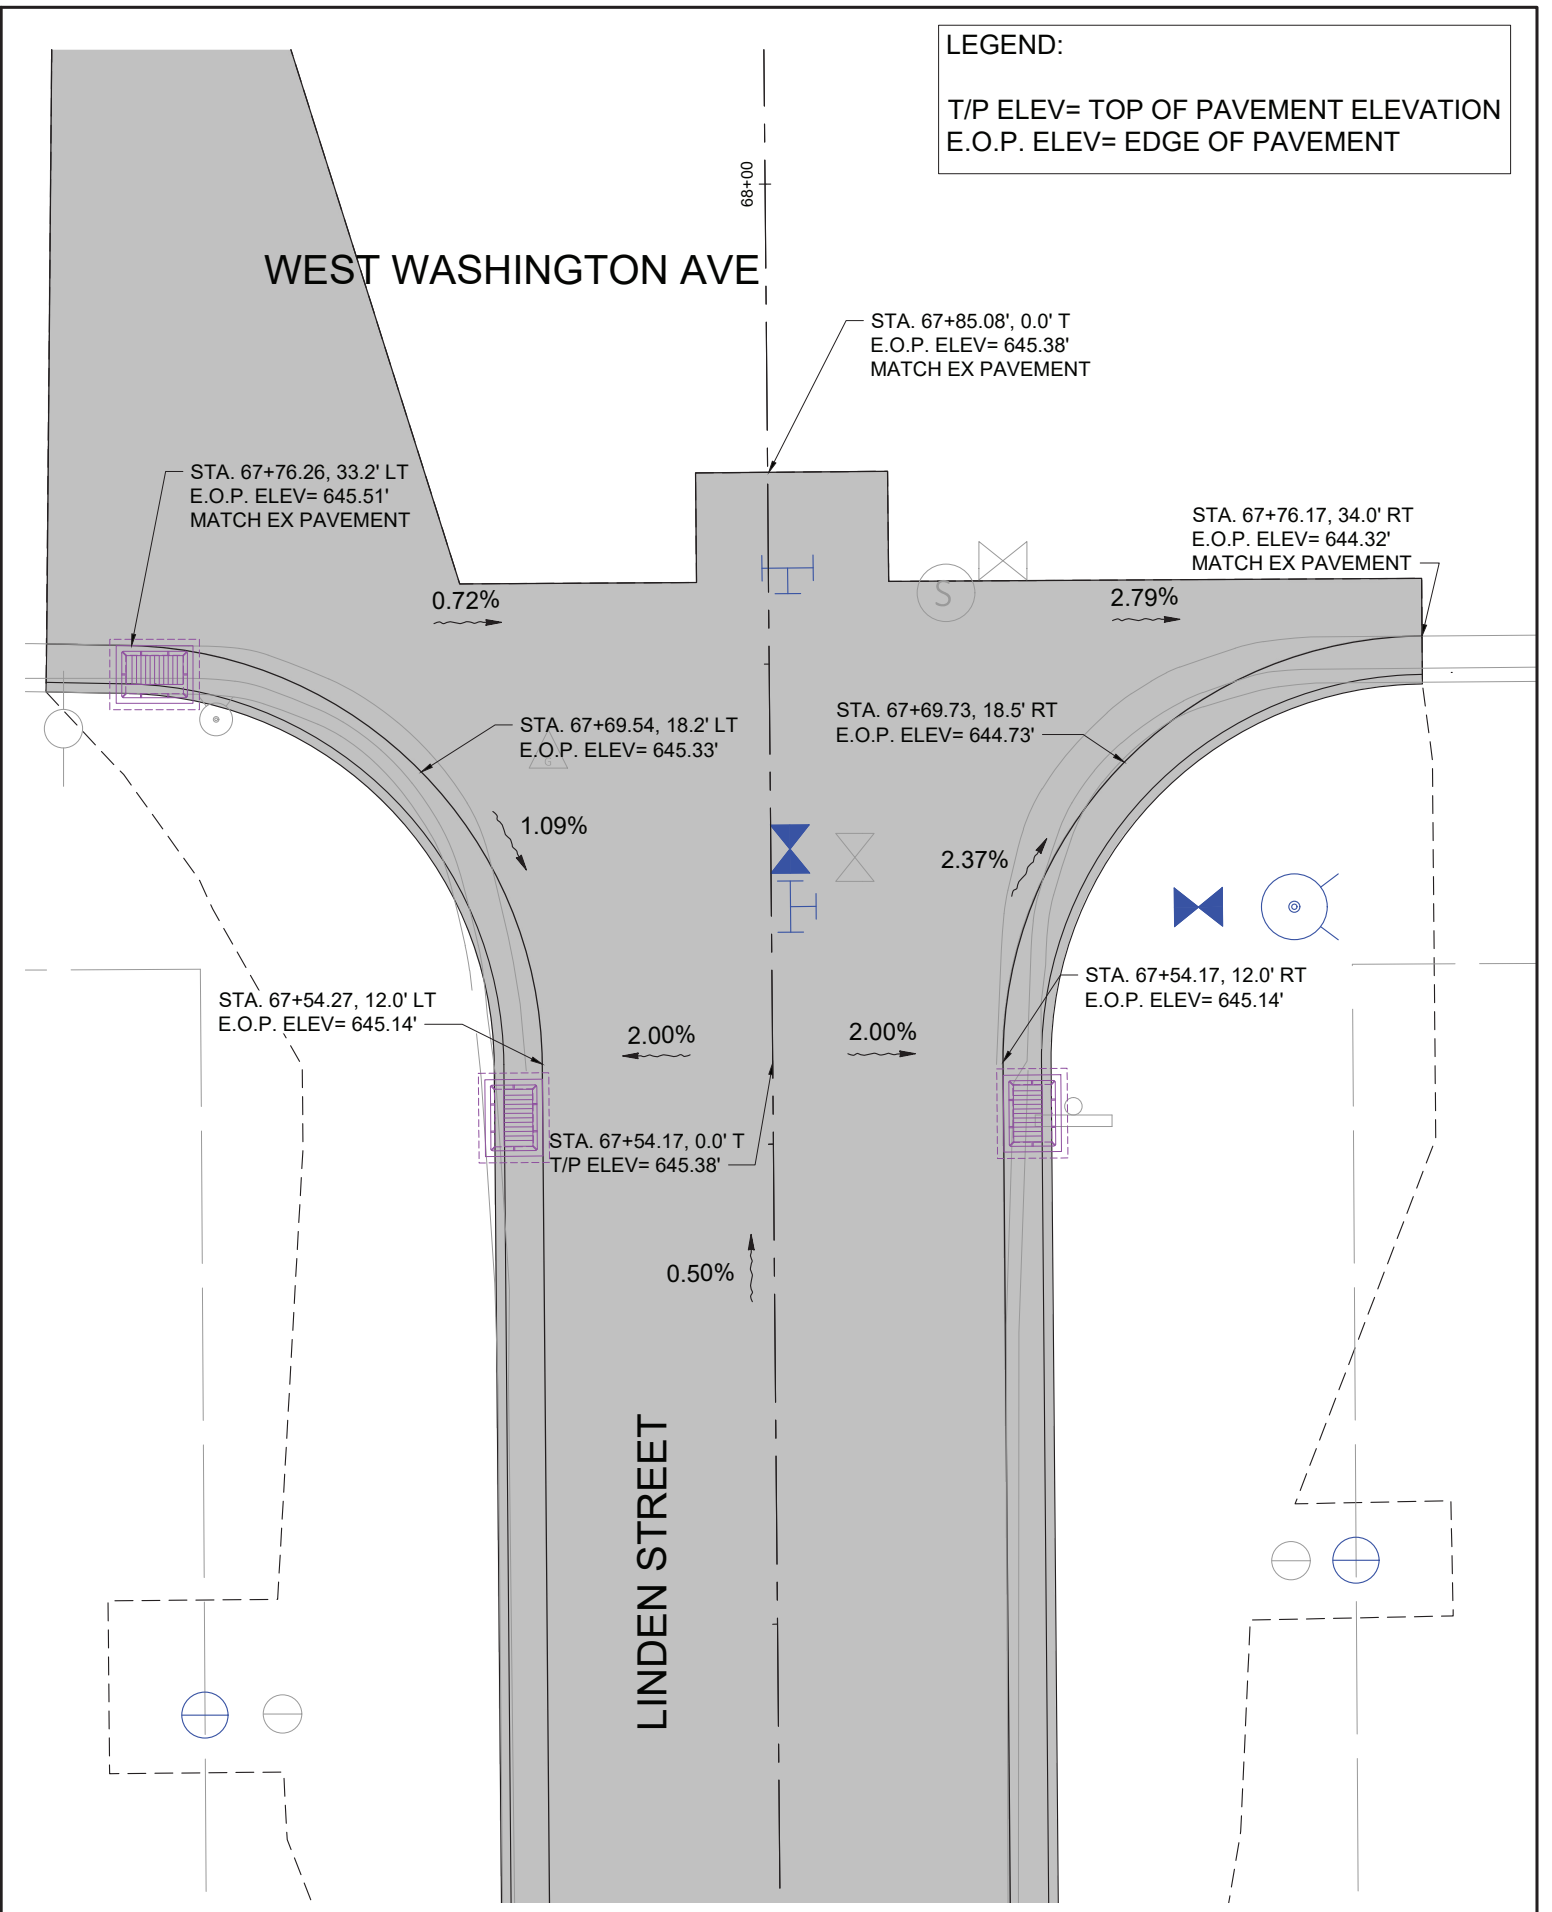 LEGEND:
T/P ELEV= TOP OF PAVEMENT ELEVATION
E.O.P. ELEV= EDGE OF PAVEMENT
68+00
WEST WASHINGTON AVE
STA. 67+85.08', 0.0' T
E.O.P. ELEV= 645.38'
MATCH EX PAVEMENT
STA. 67+76.26, 33.2' LT
E.O.P. ELEV= 645.51'
MATCH EX PAVEMENT
STA. 67+76.17, 34.0' RT
E.O.P. ELEV= 644.32'
MATCH EX PAVEMENT
0.72%
S
2.79%
STA. 67+69.54, 18.2' LT
E.O.P. ELEV= 645.33'
G
STA. 67+69.73, 18.5' RT
E.O.P. ELEV= 644.73'
1.09%
2.37%
STA. 67+54.27, 12.0' LT
E.O.P. ELEV= 645.14'
STA. 67+54.17, 12.0' RT
E.O.P. ELEV= 645.14'
2.00%
2.00%
STA. 67+54.17, 0.0' T
T/P ELEV= 645.38'
0.50%
LINDEN STREET